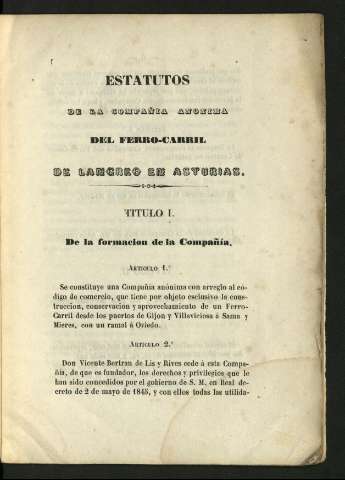 ESTATUTOS
DE LA COMPAÑIA ANONIMA
DEL FERRO-CARRIL
DE LANGREO EN ASTURIAS.
TITULO I.
De la formacion de la Compañía.
ARTICULO 1.º
Se constituye una Compañía anónima con arreglo al có-
digo de comercio, que tiene por objeto esclusivo la cons-
truccion, conservacion y aprovechamiento de un Ferro-
Carril desde los puertos de Gijon y Villaviciosa á Sama y
Mieres, con un ramal á Oviedo.
ARTICULO 2.º
Don Vicente Bertran de Lis y Rives cede á esta Compa-
ñía, de que es fundador, los derechos y privilegios que le
han sido concedidos por el gobierno de S. M. en Real de-
creto de 2 de mayo de 1845, y con ellos todas las utilida-